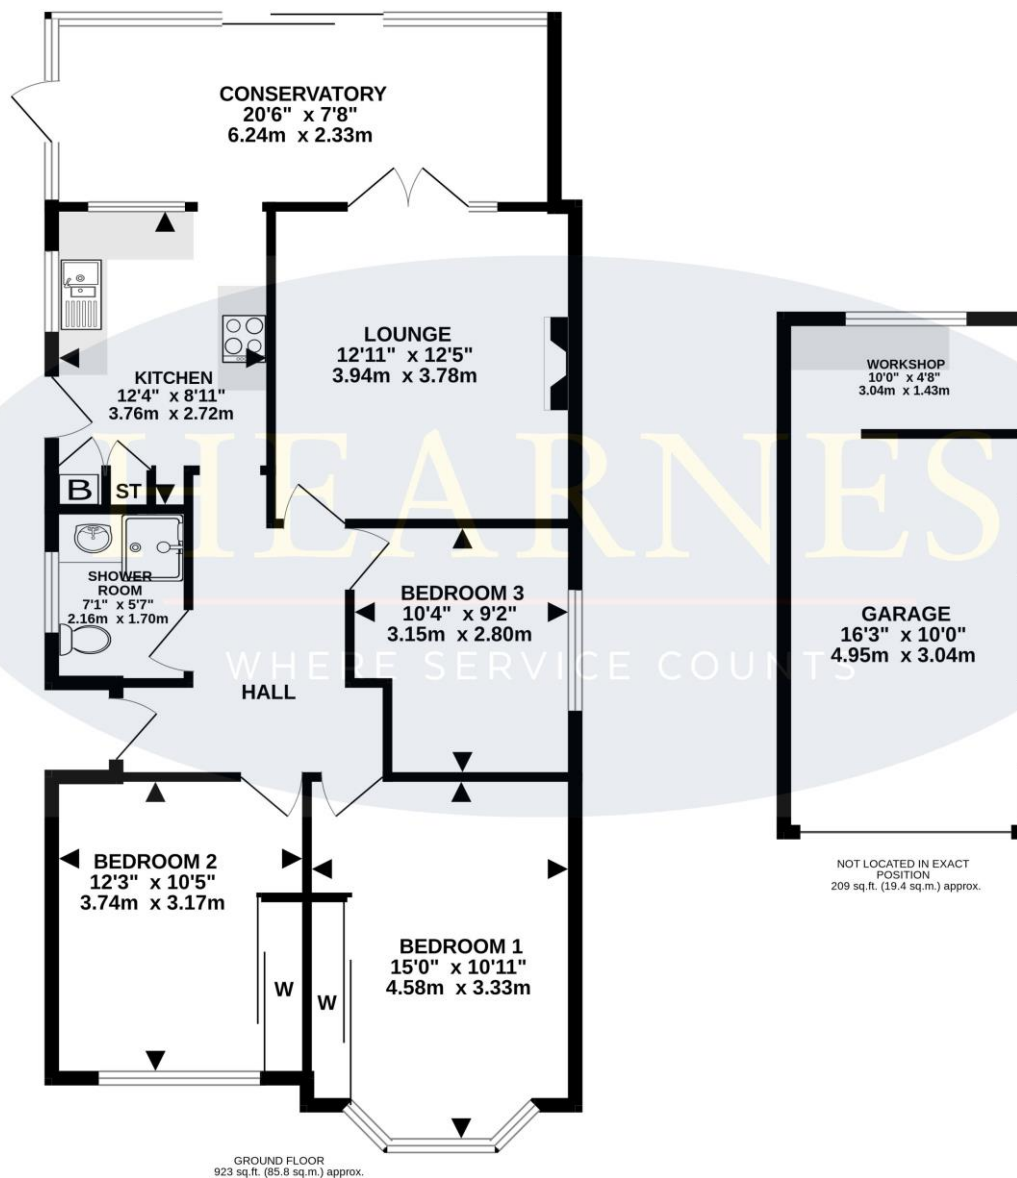 CONSERVATORY
20'6" x 7'8"
6.24m x 2.33m
LOUNGE
12'11" x 12'5"
3.94m x 3.78m
KITCHEN
12'4" x 8'11"
3.76m x 2.72m
WORKSHOP
10'0" x 4'8"
3.04m x 1.43m
B
ST
HEARNES
WHERE SERVICE COUNTS
SHOWER
ROOM
7'1" x 5'7"
2.16m x 1.70m
BEDROOM 3
10'4" x 9'2"
3.15m x 2.80m
GARAGE
16'3" x 10'0"
4.95m x 3.04m
HALL
BEDROOM 2
12'3" x 10'5"
3.74m x 3.17m
NOT LOCATED IN EXACT
POSITION
209 sq.ft. (19.4 sq.m.) approx.
BEDROOM 1
15'0" x 10'11"
4.58m x 3.33m
W
W
GROUND FLOOR
923 sq.ft. (85.8 sq.m.) approx.